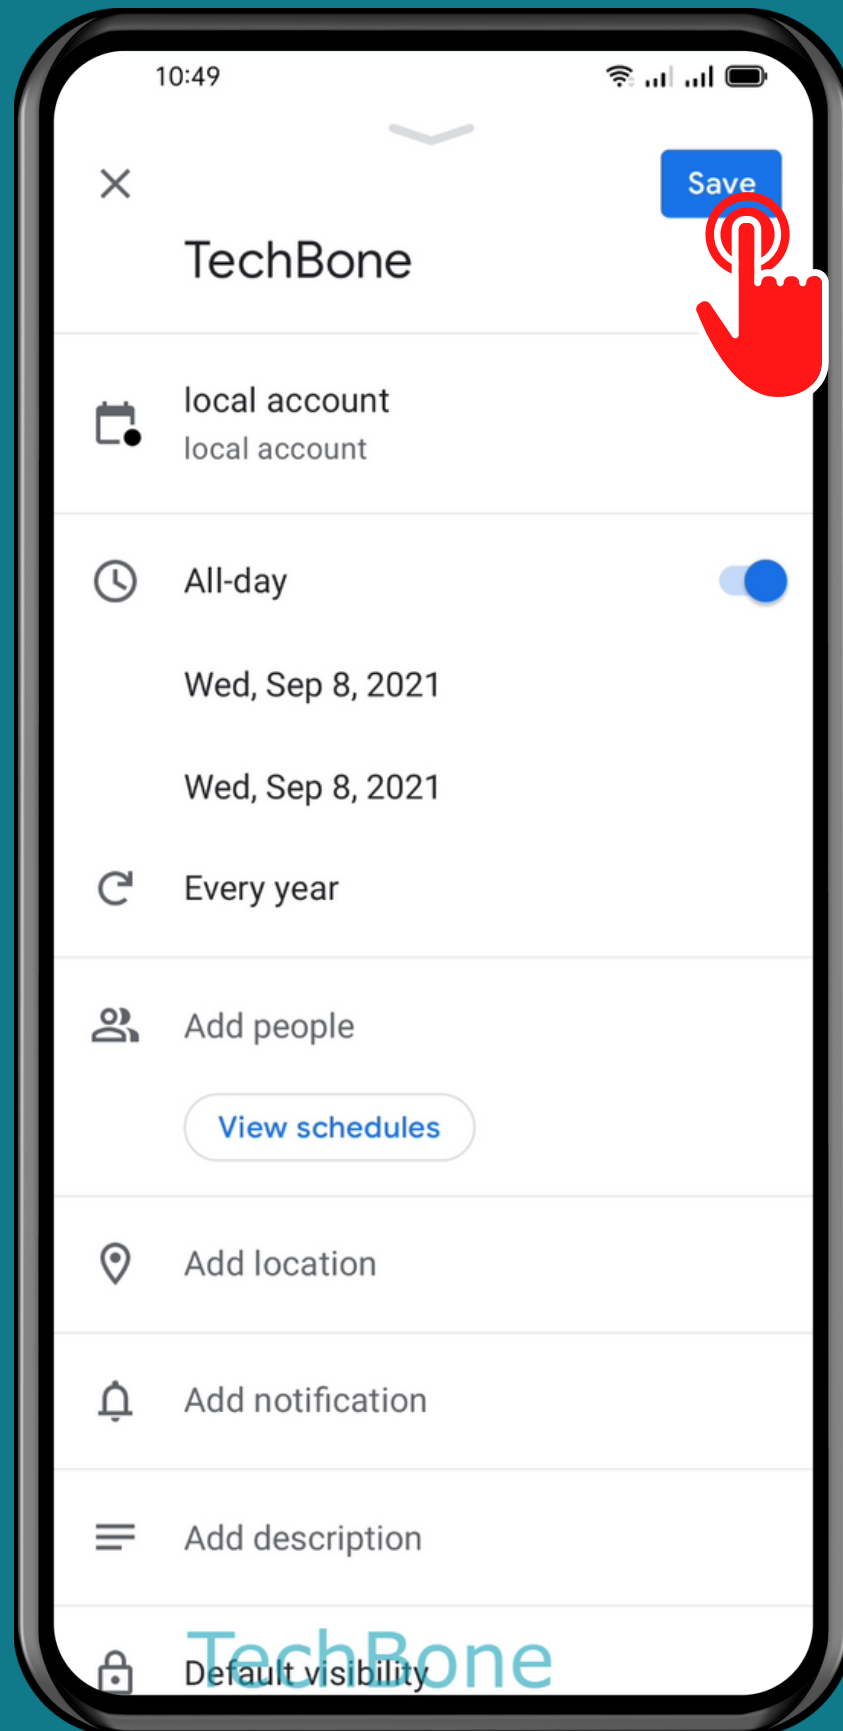 10:49
Save
TechBone
local account
local account
All-day
Wed, Sep 8, 2021
Wed, Sep 8, 2021
Every year
Add people
View schedules
Add location
Add notification
Add description
TechBone
Default visibility